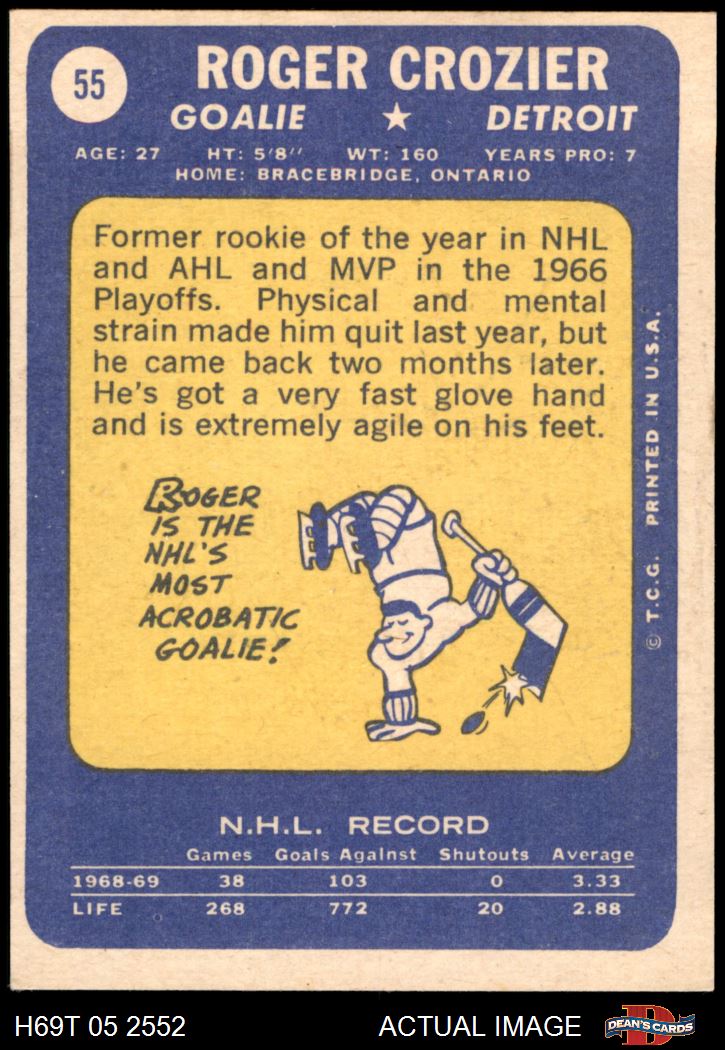 55
ROGER CROZIER
GOALIE ★ DETROIT
AGE: 27 HT: 5'8'' WT: 160 YEARS PRO: 7
HOME: BRACEBRIDGE, ONTARIO
Former rookie of the year in NHL
and AHL and MVP in the 1966
Playoffs. Physical and mental
strain made him quit last year, but
he came back two months later.
He's got a very fast glove hand
and is extremely agile on his feet.
ROGER
IS THE
NHL'S
MOST
ACROBATIC
GOALIE!
© T.C.G. PRINTED IN U.S.A.
N.H.L. RECORD
Games Goals Against Shutouts Average
1968-69 38 103 0 3.33
LIFE 268 772 20 2.88
H69T 05 2552 ACTUAL IMAGE
D
DEAN'S CARDS